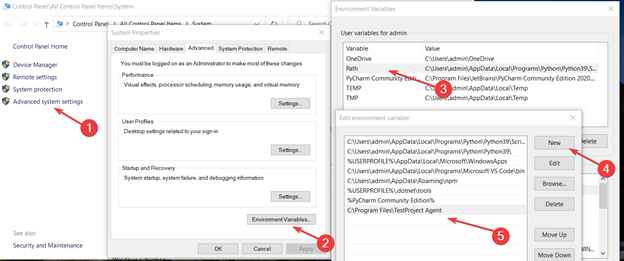 Control Panel\All Control Panel Items\System
Control Panel > All Control Panel Items > System
Control Panel Home
Device Manager
Remote settings
System protection
Advanced system settings
1
See also
Security and Maintenance
System Properties
Computer Name Hardware Advanced System Protection Remote
You must be logged on as an Administrator to make most of these changes.
Performance
Visual effects, processor scheduling, memory usage, and virtual memory
Settings...
User Profiles
Desktop settings related to your sign-in
Settings...
Startup and Recovery
System startup, system failure, and debugging information
Settings...
Environment Variables...
2
OK Cancel Apply
Environment Variables
User variables for admin
Variable Value
OneDrive C:\Users\admin\OneDrive
Path C:\Users\admin\AppData\Local\Programs\Python\Python39\S...
PyCharm Community Edition C:\Program Files\JetBrains\PyCharm Community Edition 2020...
TEMP C:\Users\admin\AppData\Local\Temp
TMP C:\Users\admin\AppData\Local\Temp
3
Delete
Edit environment variable
C:\Users\admin\AppData\Local\Programs\Python\Python39\Scri...
C:\Users\admin\AppData\Local\Programs\Python\Python39\
%USERPROFILE%\AppData\Local\Microsoft\WindowsApps
C:\Users\admin\AppData\Local\Programs\Microsoft VS Code\bin
C:\Users\admin\AppData\Roaming\npm
%USERPROFILE%\.dotnet\tools
%PyCharm Community Edition%
C:\Program Files\TestProject Agent
5
New
4
Edit
Browse...
Delete
Move Up
Move Down